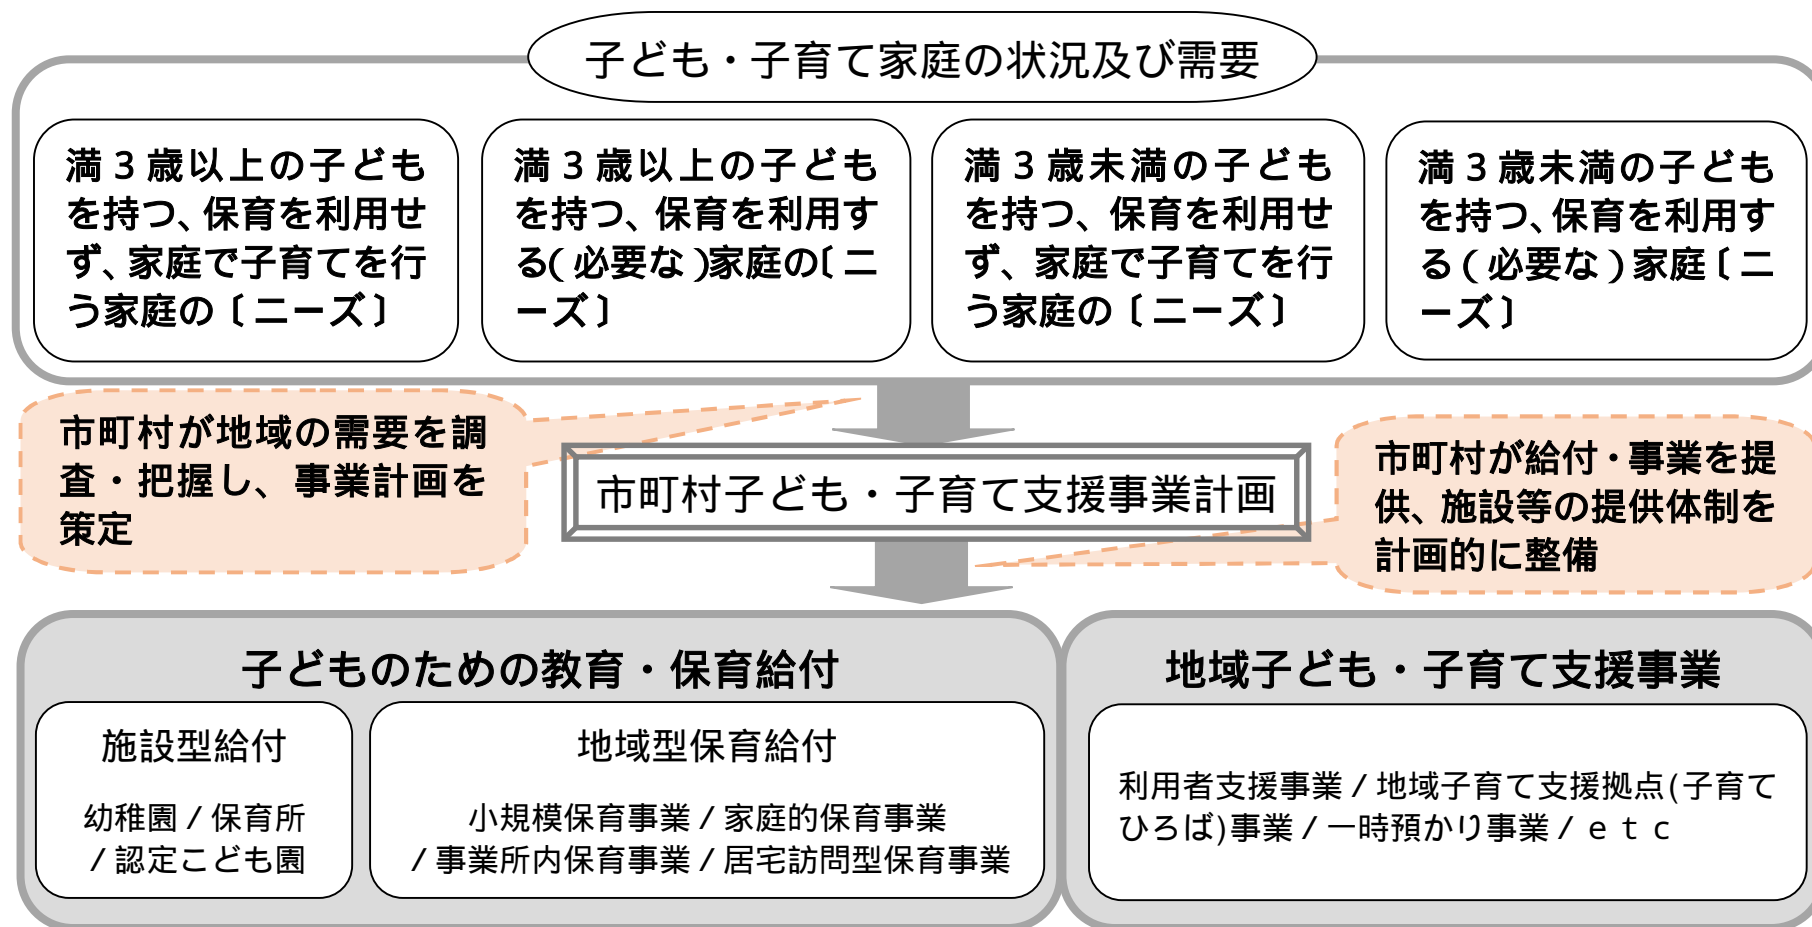 子ども・子育て家庭の状況及び需要
満３歳以上の子ども
を持つ、保育を利用せ
ず、家庭で子育てを行
う家庭の〔ニーズ〕
満３歳以上の子ども
を持つ、保育を利用す
る(必要な)家庭の〔ニ
ーズ〕
満３歳未満の子ども
を持つ、保育を利用せ
ず、家庭で子育てを行
う家庭の〔ニーズ〕
満３歳未満の子ども
を持つ、保育を利用す
る(必要な)家庭〔ニ
ーズ〕
市町村が地域の需要を調
査・把握し、事業計画を
策定
市町村子ども・子育て支援事業計画
市町村が給付・事業を提
供、施設等の提供体制を
計画的に整備
子どものための教育・保育給付
施設型給付
幼稚園/保育所
/認定こども園
地域型保育給付
小規模保育事業/家庭的保育事業
/事業所内保育事業/居宅訪問型保育事業
地域子ども・子育て支援事業
利用者支援事業/地域子育て支援拠点(子育て
ひろば)事業/一時預かり事業/ｅｔｃ